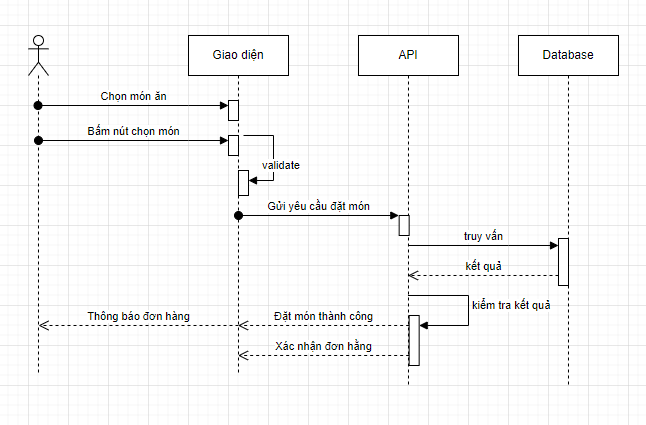 Giao diện
API
Database
Chọn món ăn
Bấm nút chọn món
validate
Gửi yêu cầu đặt món
truy vấn
kết quả
kiểm tra kết quả
Thông báo đơn hàng
Đặt món thành công
Xác nhận đơn hằng